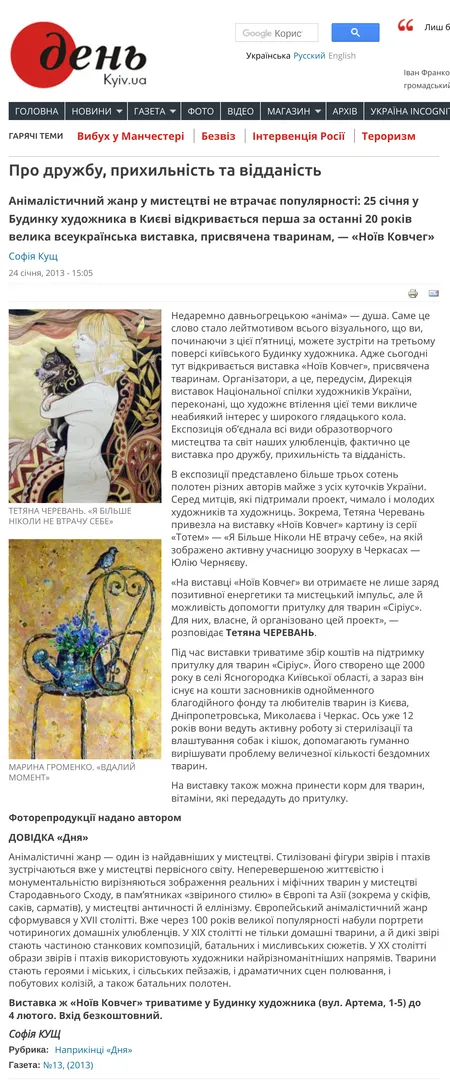 день
Kyiv.ua
Google Корис
Українська Русский English
Лиш б
Іван Франко
громадський
ГОЛОВНА НОВИНИ ГАЗЕТА ФОТО ВІДЕО МАГАЗИН АРХІВ УКРАЇНА INCOGNIT
ГАРЯЧІ ТЕМИ Вибух у Манчестері Безвіз Інтервенція Росії Тероризм
Про дружбу, прихильність та відданість
Анімалістичний жанр у мистецтві не втрачає популярності: 25 січня у
Будинку художника в Києві відкривається перша за останні 20 років
велика всеукраїнська виставка, присвячена тваринам, — «Ноїв Ковчег»
Софія Кущ
24 січня, 2013 - 15:05
Недаремно давньогрецькою «аніма» — душа. Саме це
слово стало лейтмотивом всього візуального, що ви,
починаючи з цієї п’ятниці, можете зустріти на третьому
поверсі київського Будинку художника. Адже сьогодні
тут відкривається виставка «Ноїв Ковчег», присвячена
тваринам. Організатори, а це, передусім, Дирекція
виставок Національної спілки художників України,
переконані, що художнє втілення цієї теми викличе
неабиякий інтерес у широкого глядацького кола.
Експозиція об’єднала всі види образотворчого
мистецтва та світ наших улюбленців, фактично це
виставка про дружбу, прихильність та відданість.
ТЕТЯНА ЧЕРЕВАНЬ. «Я БІЛЬШЕ
НІКОЛИ НЕ ВТРАЧУ СЕБЕ»
В експозиції представлено більше трьох сотень
полотен різних авторів майже з усіх куточків України.
Серед митців, які підтримали проект, чимало і молодих
художників та художниць. Зокрема, Тетяна Черевань
привезла на виставку «Ноїв Ковчег» картину із серії
«Тотем» — «Я Більше Ніколи НЕ втрачу себе», на якій
зображено активну учасницю зооруху в Черкасах —
Юлію Черняєву.
«На виставці «Ноїв Ковчег» ви отримаєте не лише заряд
позитивної енергетики та мистецький імпульс, але й
можливість допомогти притулку для тварин «Сіріус».
Для них, власне, й організовано цей проект», —
розповідає Тетяна ЧЕРЕВАНЬ.
Під час виставки триватиме збір коштів на підтримку
притулку для тварин «Сіріус». Його створено ще 2000
року в селі Ясногородка Київської області, а зараз він
існує на кошти засновників однойменного
благодійного фонду та любителів тварин із Києва,
Дніпропетровська, Миколаєва і Черкас. Ось уже 12
років вони ведуть активну роботу зі стерилізації та
влаштування собак і кішок, допомагають гуманно
вирішувати проблему величезної кількості бездомних
тварин.
МАРИНА ГРОМЕНКО. «ВДАЛИЙ
МОМЕНТ»
На виставку також можна принести корм для тварин,
вітаміни, які передадуть до притулку.
Фоторепродукції надано автором
ДОВІДКА «Дня»
Анімалістичні жанр — один із найдавніших у мистецтві. Стилізовані фігури звірів і птахів
зустрічаються вже у мистецтві первісного світу. Неперевершеною життєвістю і
монументальністю вирізняються зображення реальних і міфічних тварин у мистецтві
Стародавнього Сходу, в пам’ятниках «звіриного стилю» в Європі та Азії (зокрема у скіфів,
саків, сарматів), у мистецтві античності й еллінізму. Європейський анімалістичний жанр
сформувався у XVII столітті. Вже через 100 років великої популярності набули портрети
чотириногих домашніх улюбленців. У XIX столітті не тільки домашні тварини, а й дикі звірі
стають частиною станкових композицій, батальних і мисливських сюжетів. У XX столітті
образи звірів і птахів використовують художники найрізноманітніших напрямів. Тварини
стають героями і міських, і сільських пейзажів, і драматичних сцен полювання, і
побутових колізій, а також батальних полотен.
Виставка ж «Ноїв Ковчег» триватиме у Будинку художника (вул. Артема, 1-5) до
4 лютого. Вхід безкоштовний.
Софія КУЩ
Рубрика: Наприкінці «Дня»
Газета: №13, (2013)